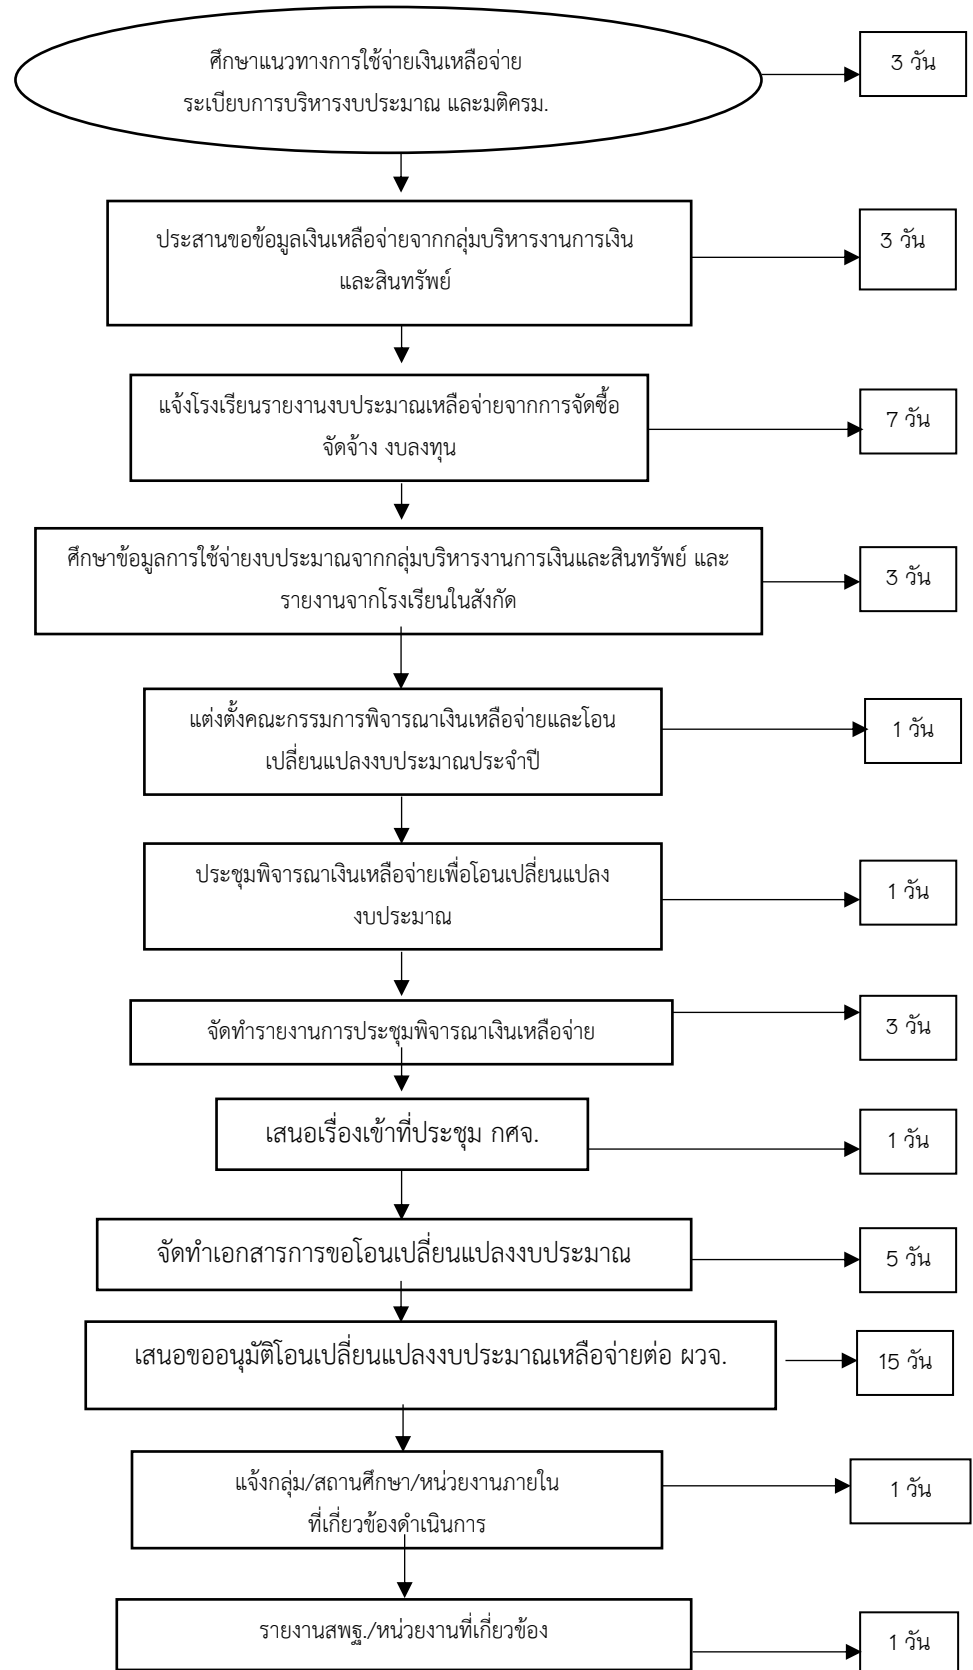 ศึกษาแนวทางการใช้จ่ายเงินเหลือจ่าย
ระเบียบการบริหารงบประมาณ และมติครม.
3 วัน
ประสานขอข้อมูลเงินเหลือจ่ายจากกลุ่มบริหารงานการเงิน
และสินทรัพย์
3 วัน
แจ้งโรงเรียนรายงานงบประมาณเหลือจ่ายจากการจัดซื้อ
จัดจ้าง งบลงทุน
7 วัน
ศึกษาข้อมูลการใช้จ่ายงบประมาณจากกลุ่มบริหารงานการเงินและสินทรัพย์ และ
รายงานจากโรงเรียนในสังกัด
3 วัน
แต่งตั้งคณะกรรมการพิจารณาเงินเหลือจ่ายและโอน
เปลี่ยนแปลงงบประมาณประจำปี
1 วัน
ประชุมพิจารณาเงินเหลือจ่ายเพื่อโอนเปลี่ยนแปลง
งบประมาณ
1 วัน
จัดทำรายงานการประชุมพิจารณาเงินเหลือจ่าย
3 วัน
เสนอเรื่องเข้าที่ประชุม กศจ.
1 วัน
จัดทำเอกสารการขอโอนเปลี่ยนแปลงงบประมาณ
5 วัน
เสนอขออนุมัติโอนเปลี่ยนแปลงงบประมาณเหลือจ่ายต่อ ผวจ.
15 วัน
แจ้งกลุ่ม/สถานศึกษา/หน่วยงานภายใน
ที่เกี่ยวข้องดำเนินการ
1 วัน
รายงานสพฐ./หน่วยงานที่เกี่ยวข้อง
1 วัน